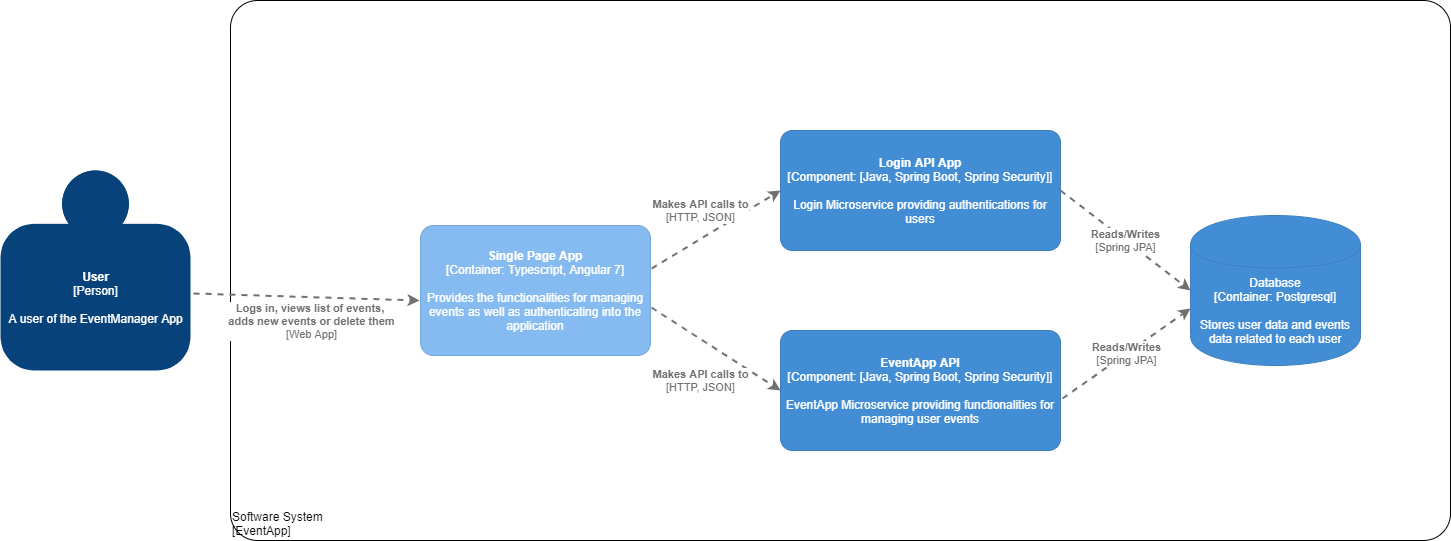 User
[Person]
A user of the EventManager App
Logs in, views list of events,
adds new events or delete them
[Web App]
Single Page App
[Container: Typescript, Angular 7]
Provides the functionalities for managing
events as well as authenticating into the
application
Makes API calls to
[HTTP, JSON]
Makes API calls to
[HTTP, JSON]
Login API App
[Component: [Java, Spring Boot, Spring Security]]
Login Microservice providing authentications for
users
EventApp API
[Component: [Java, Spring Boot, Spring Security]]
EventApp Microservice providing functionalities for
managing user events
Reads/Writes
[Spring JPA]
Reads/Writes
[Spring JPA]
Database
[Container: Postgresql]
Stores user data and events
data related to each user
Software System
[EventApp]